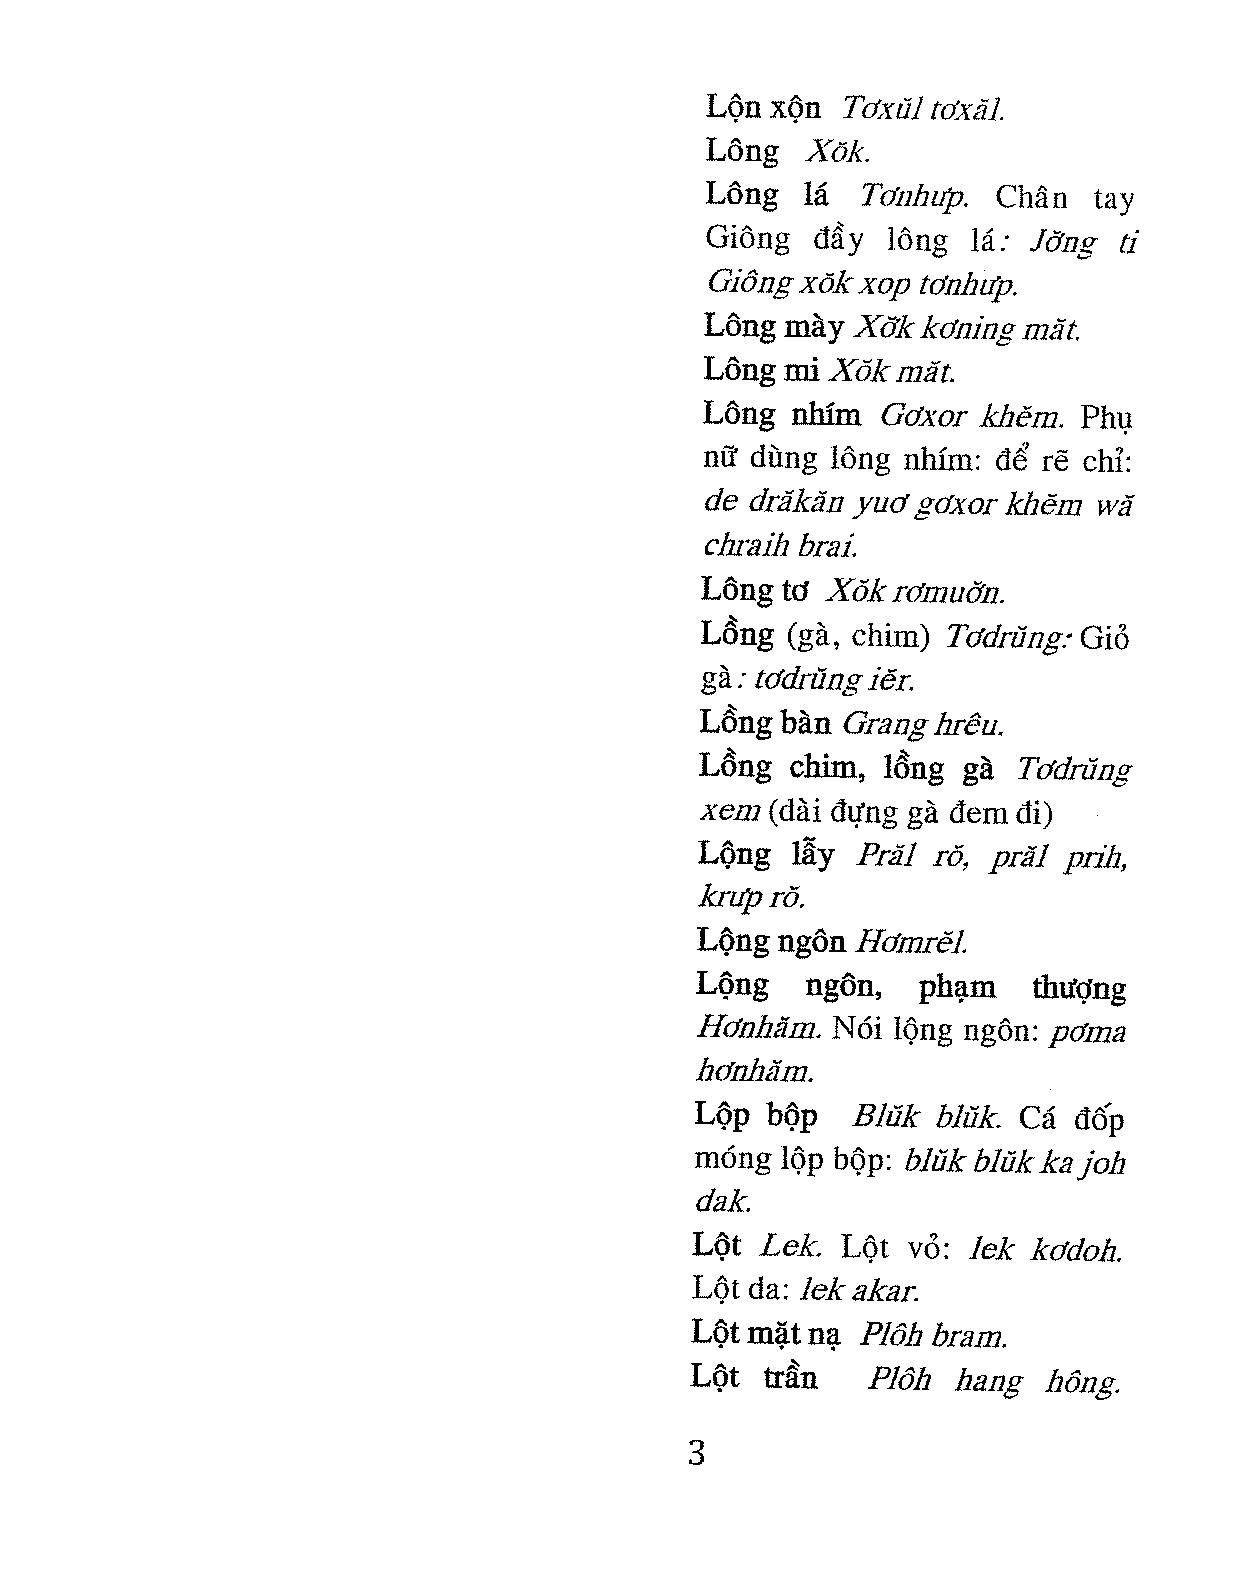 Lộn xộn Tơxŭl tơxăl.
Lông Xŏk.
Lông lá Tơnhưp. Chân tay
Giông đầy lông lá: Jơ̆ng ti
Giông xŏk xop tơnhưp.
Lông mày Xơ̆k kơning măt.
Lông mi Xŏk măt.
Lông nhím Gơxor khĕm. Phụ
nữ dùng lông nhím: để rẽ chỉ:
de drăkăn yuơ gơxor khĕm wă
chraih brai.
Lông tơ Xŏk rơmuơ̆n.
Lồng (gà, chim) Tơdrŭng: Giỏ
gà: tơdrŭng iĕr.
Lồng bàn Grang hrêu.
Lồng chim, lồng gà Tơdrŭng
xem (dài đựng gà đem đi)
Lộng lẫy Prăl rŏ, prăl prih,
krưp rŏ.
Lộng ngôn Hơmrĕl.
Lộng ngôn, phạm thượng
Hơnhăm. Nói lộng ngôn: pơma
hơnhăm.
Lộp bộp Blŭk blŭk. Cá đốp
móng lộp bộp: blŭk blŭk ka joh
dak.
Lột Lek. Lột vỏ: lek kơdoh.
Lột da: lek akar.
Lột mặt nạ Plôh bram.
Lột trần Plôh hang hông.
3